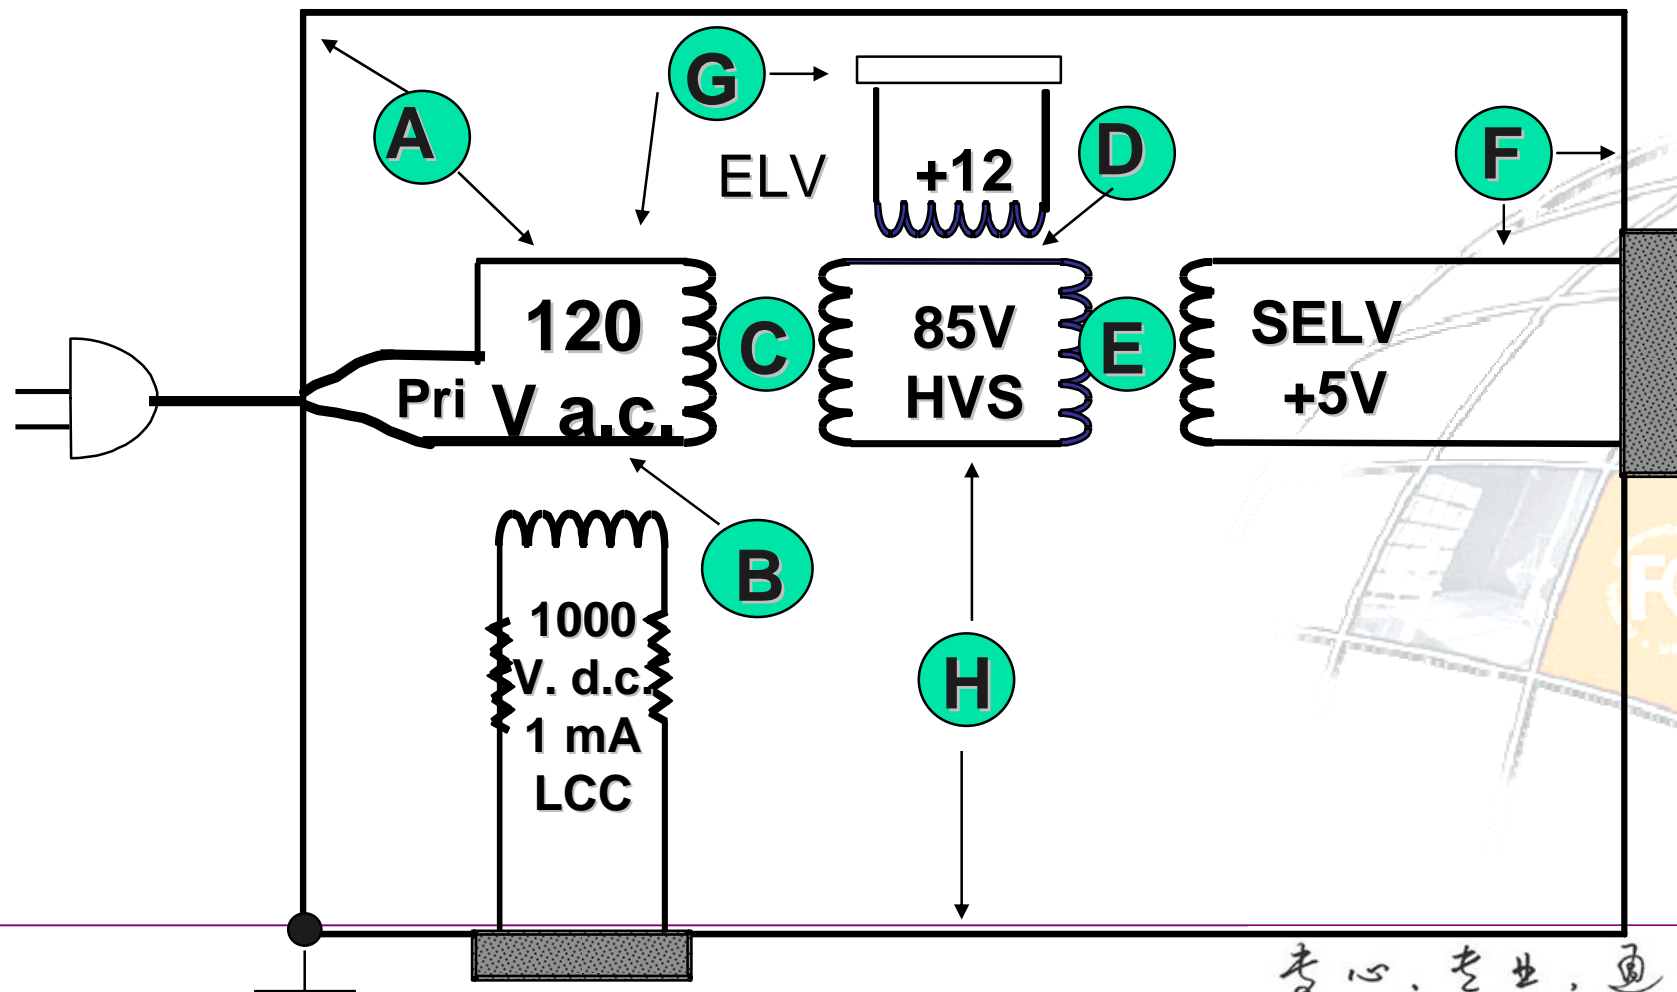 A
G
ELV
+12
D
F
120
V a.c.
Pri
C
85V
HVS
E
SELV
+5V
B
1000
V. d.c.
1 mA
LCC
H
专心、专业,